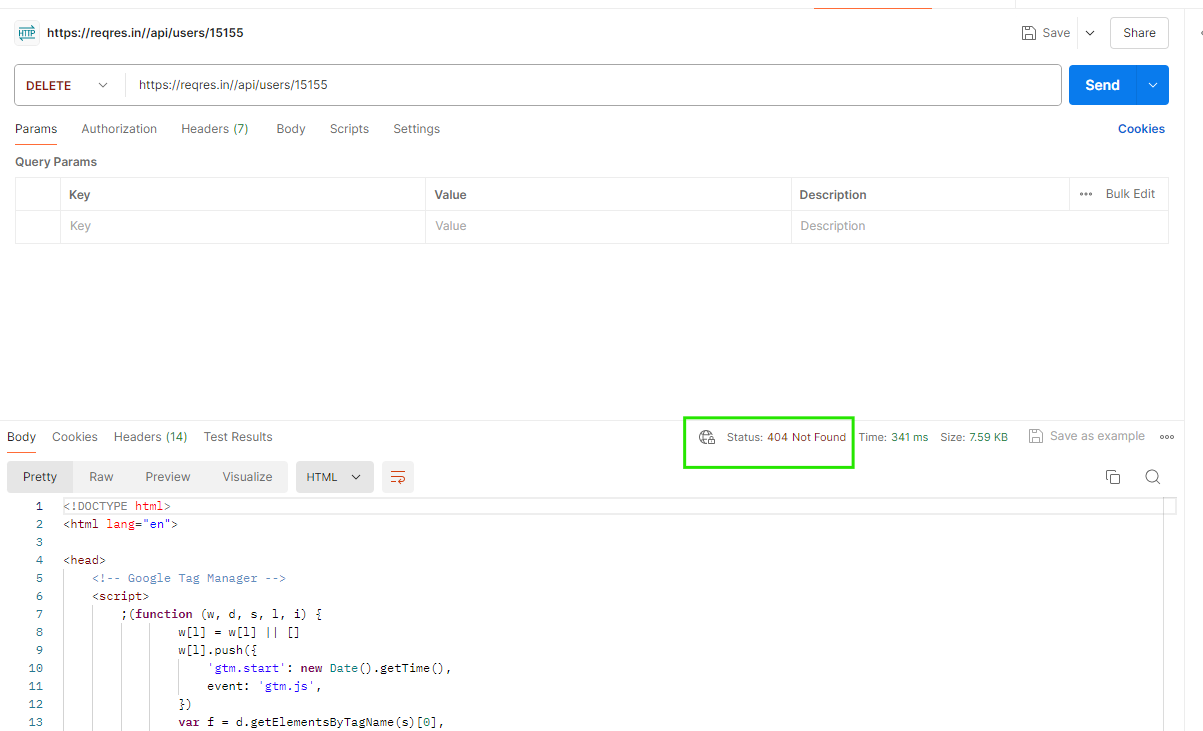 HTTP https://reqres.in//api/users/15155 Save Share
DELETE https://reqres.in//api/users/15155 Send
Params Authorization Headers (7) Body Scripts Settings Cookies
Query Params
Key Value Description Bulk Edit
Key Value Description
Body Cookies Headers (14) Test Results Status: 404 Not Found Time: 341 ms Size: 7.59 KB Save as example
Pretty Raw Preview Visualize HTML
1 <!DOCTYPE html>
2 <html lang="en">
3
4 <head>
5 <!-- Google Tag Manager -->
6 <script>
7 ;(function (w, d, s, l, i) {
8 w[l] = w[l] || []
9 w[l].push({
10 'gtm.start': new Date().getTime(),
11 event: 'gtm.js',
12 })
13 var f = d.getElementsByTagName(s)[0],